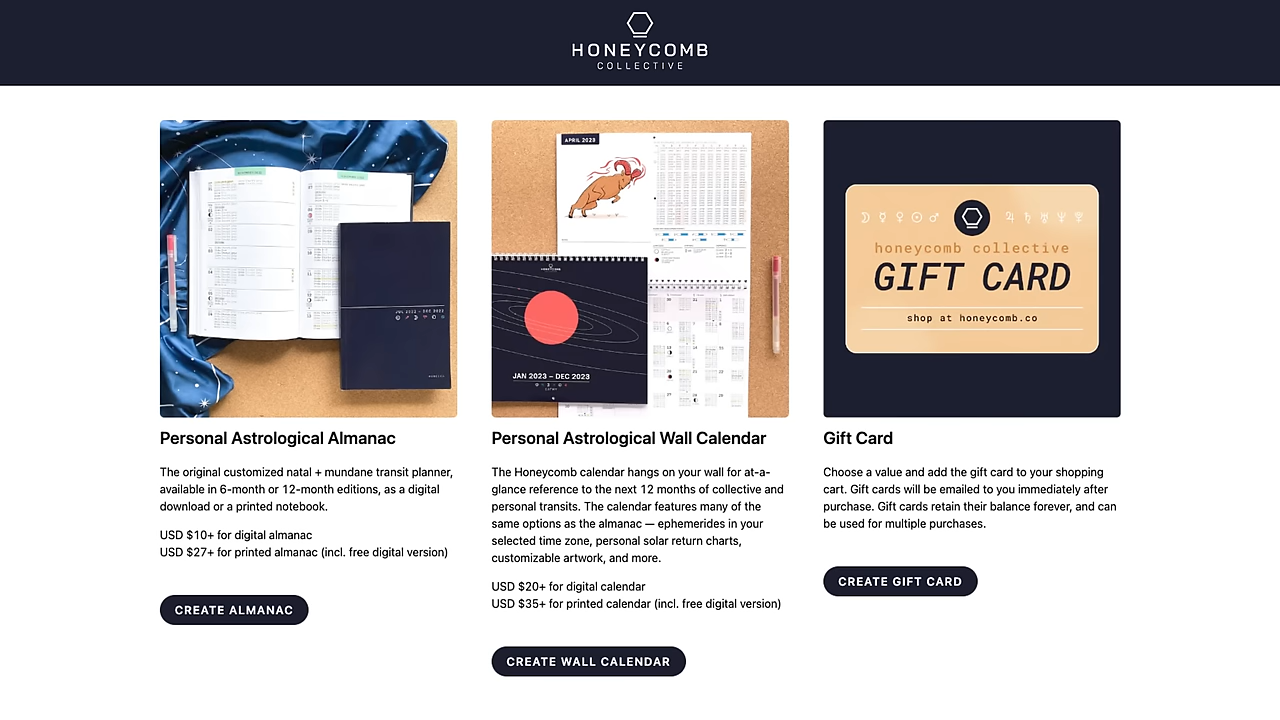 HONEYCOMB
COLLECTIVE
APRIL 2023
HONEYCOMB
JAN 2023 – DEC 2023
JUL 2022 – DEC 2022
honeycomb collective
GIFT CARD
shop at honeycomb.co
Personal Astrological Almanac
The original customized natal + mundane transit planner,
available in 6-month or 12-month editions, as a digital
download or a printed notebook.
USD $10+ for digital almanac
USD $27+ for printed almanac (incl. free digital version)
CREATE ALMANAC
Personal Astrological Wall Calendar
The Honeycomb calendar hangs on your wall for at-a-
glance reference to the next 12 months of collective and
personal transits. The calendar features many of the
same options as the almanac — ephemerides in your
selected time zone, personal solar return charts,
customizable artwork, and more.
USD $20+ for digital calendar
USD $35+ for printed calendar (incl. free digital version)
CREATE WALL CALENDAR
Gift Card
Choose a value and add the gift card to your shopping
cart. Gift cards will be emailed to you immediately after
purchase. Gift cards retain their balance forever, and can
be used for multiple purchases.
CREATE GIFT CARD